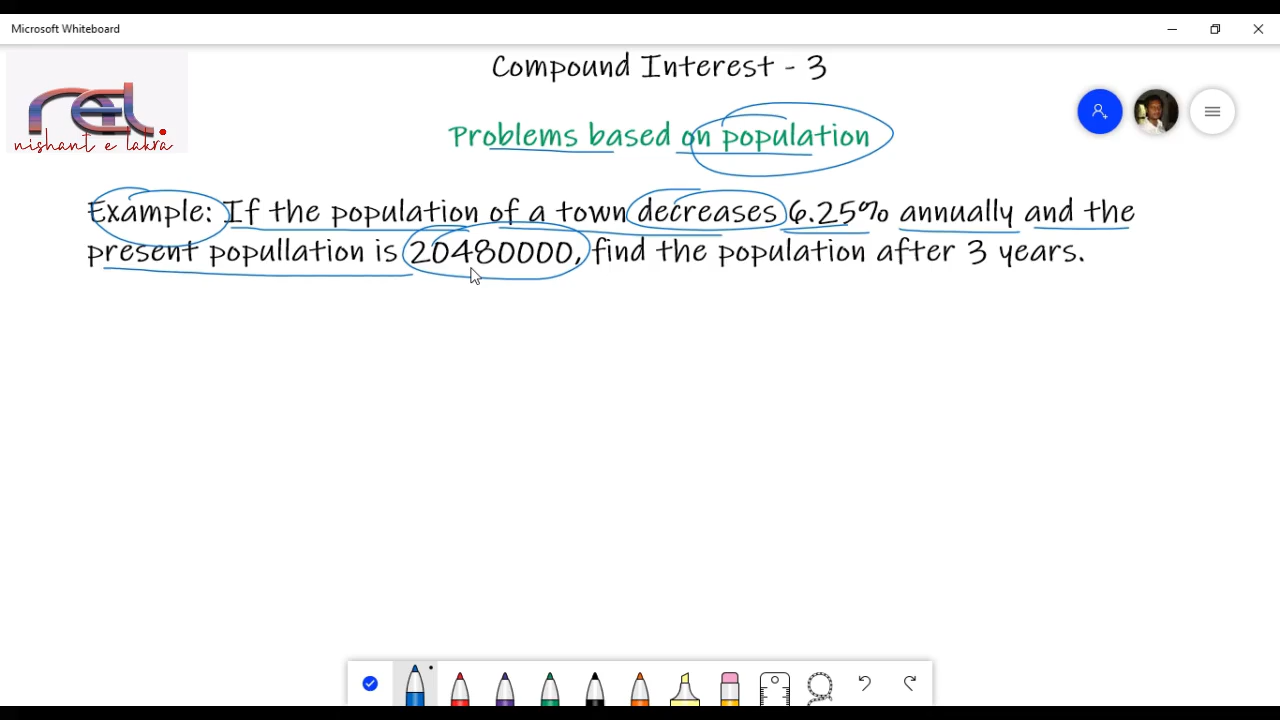 Microsoft Whiteboard
Compound Interest - 3
nishant e lakra
Problems based on population
Example: If the population of a town decreases 6.25% annually and the
present popullation is 20480000, find the population after 3 years.